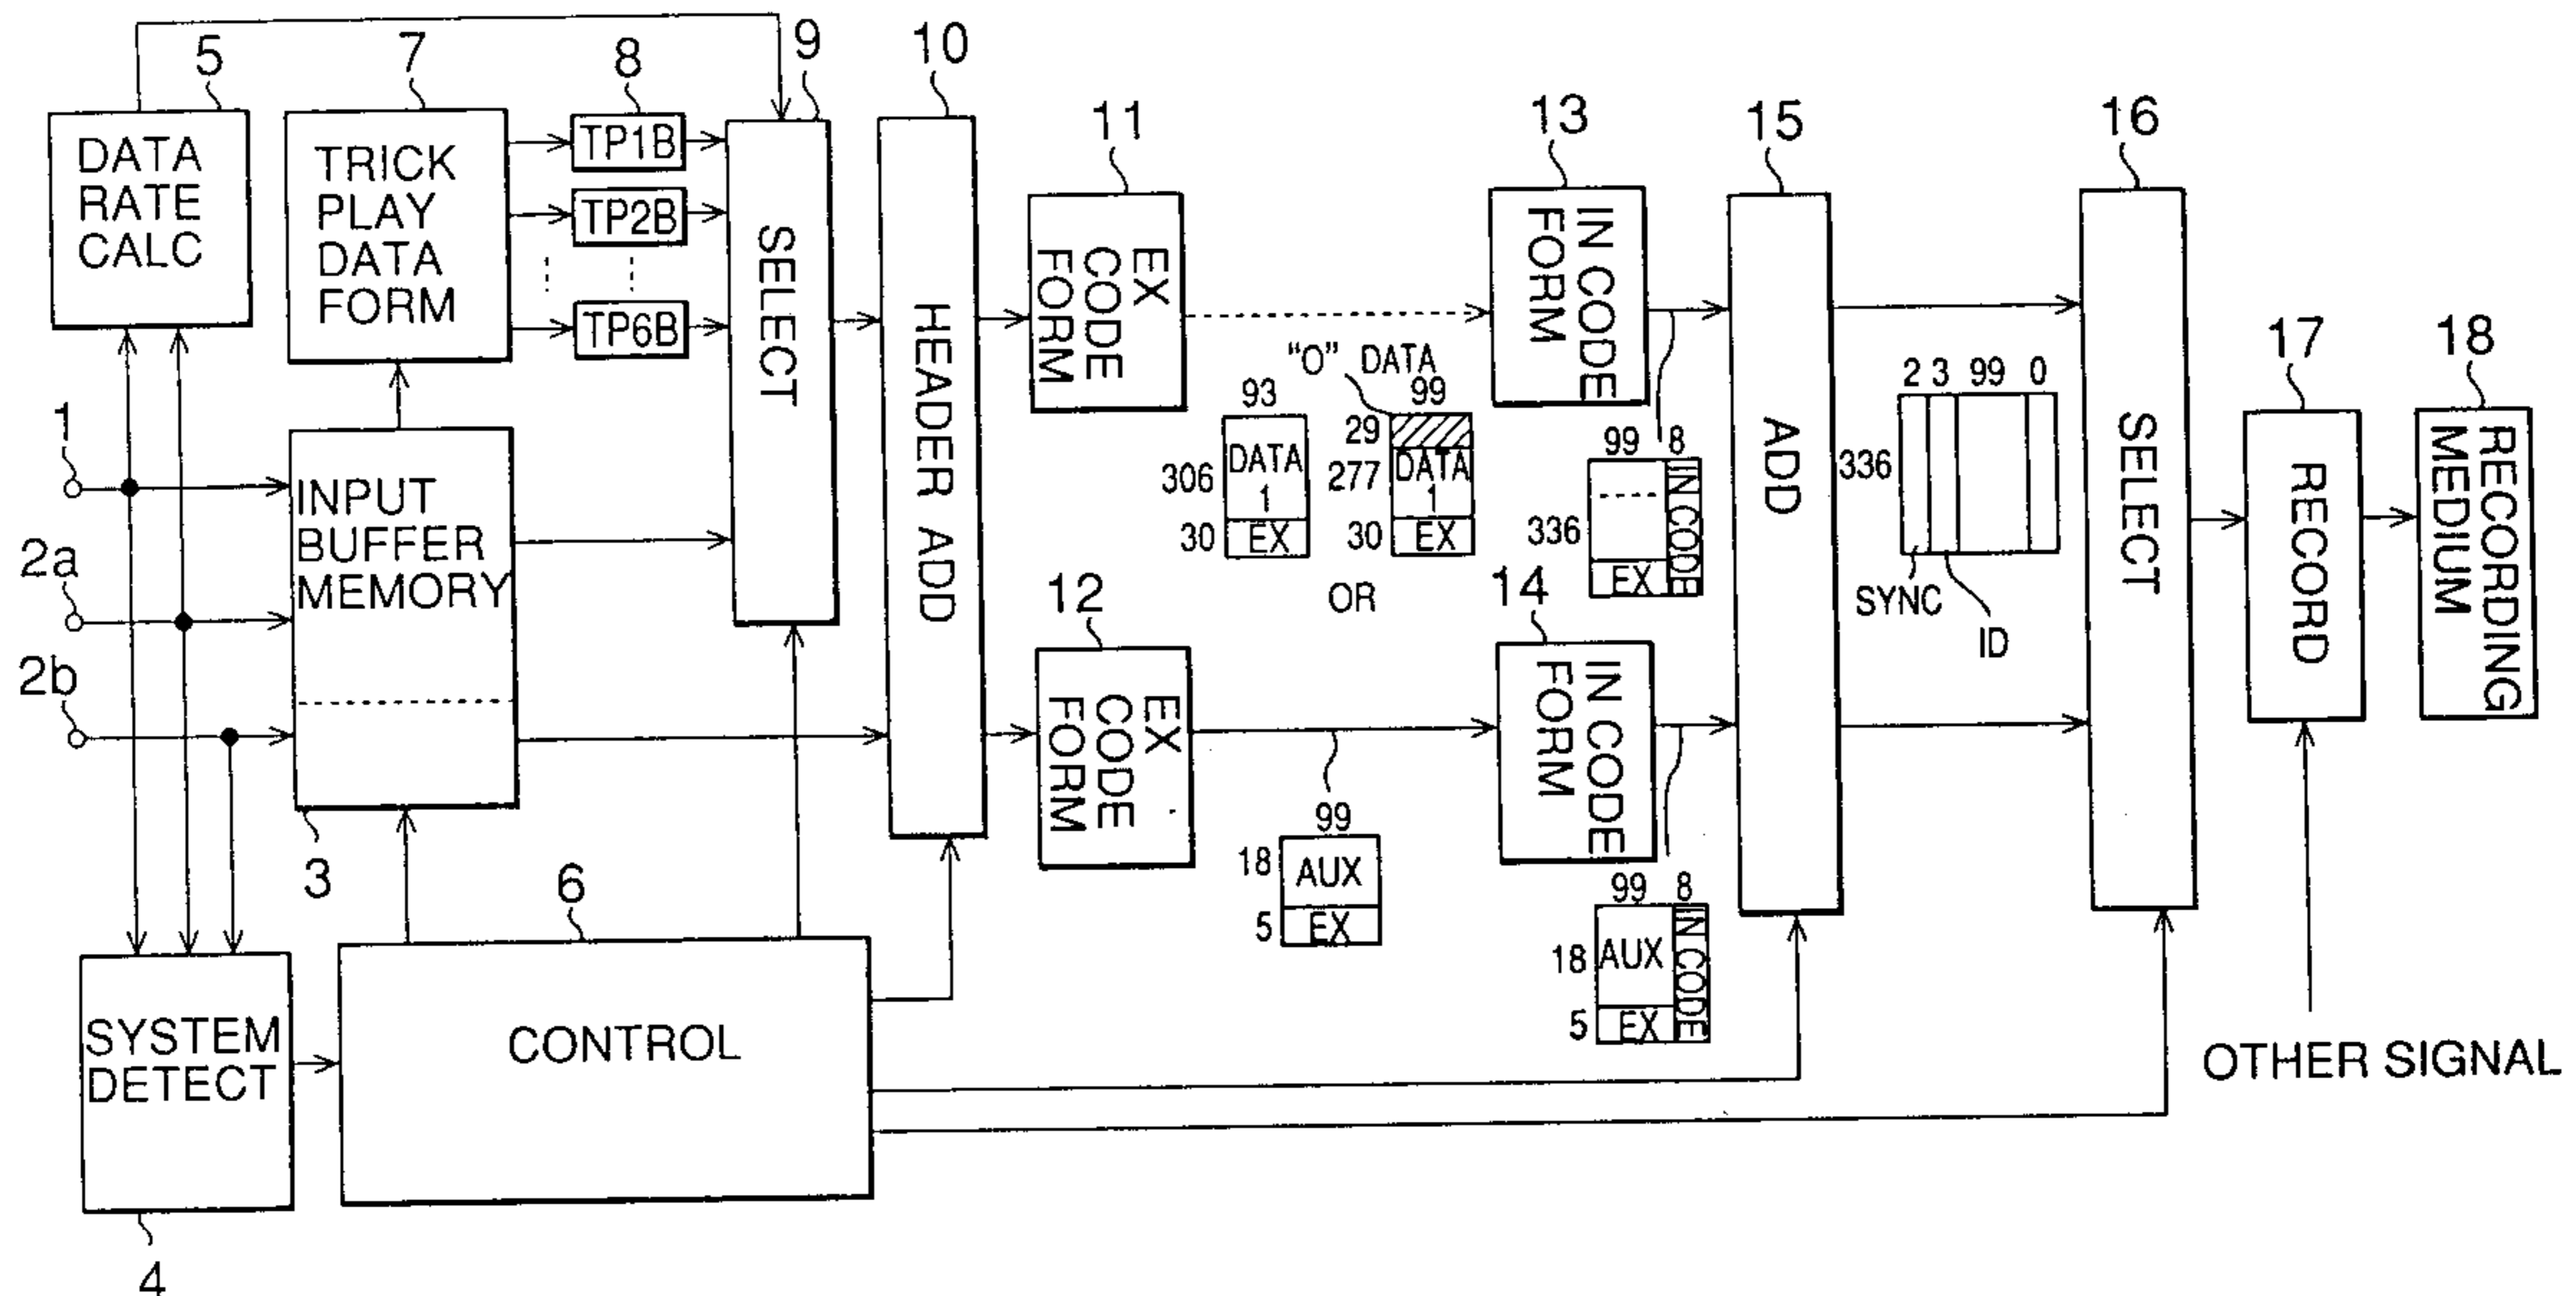 5
7
8
9
10
11
13
15
16
17
18
DATA
RATE
CALC
TRICK
PLAY
DATA
FORM
TP1B
TP2B
TP6B
SELECT
HEADER ADD
EX
CODE
FORM
IN CODE
FORM
ADD
SELECT
RECORD
RECORDING
MEDIUM
1
2a
2b
INPUT
BUFFER
MEMORY
3
"O" DATA
93
306
DATA
1
30
EX
99
29
277
DATA
1
30
EX
OR
99 8
336
EX
IN CODE
2 3 99 0
336
SYNC
ID
12
EX
CODE
FORM
14
IN CODE
FORM
99
18
AUX
5
EX
99 8
18
AUX
5
EX
IN CODE
6
CONTROL
SYSTEM
DETECT
4
OTHER SIGNAL